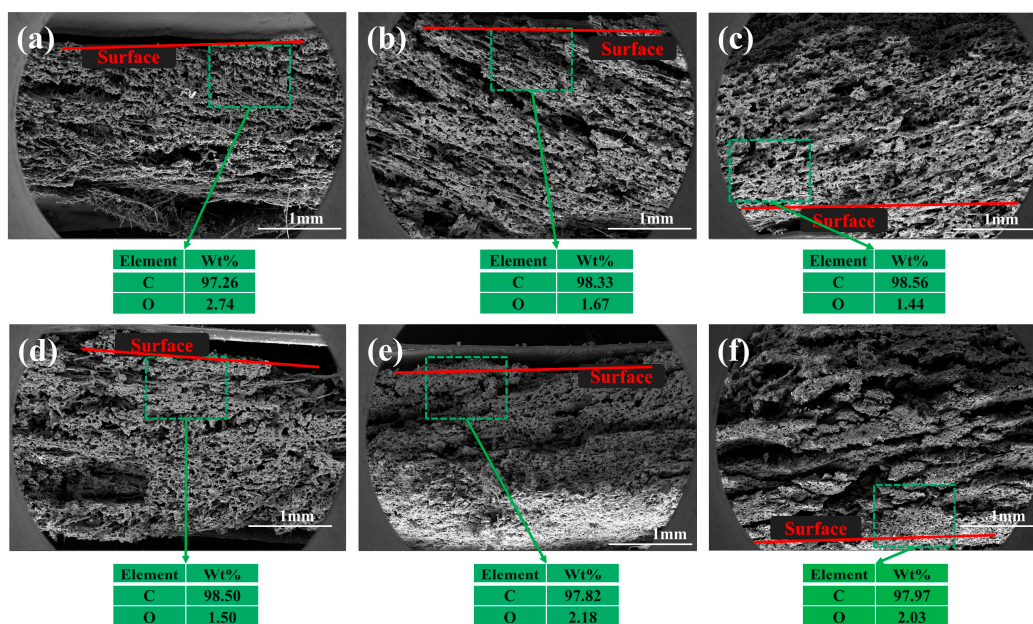 (a)
Surface
1mm
Element Wt%
C 97.26
O 2.74
(b)
Surface
1mm
Element Wt%
C 98.33
O 1.67
(c)
Surface
1mm
Element Wt%
C 98.56
O 1.44
(d)
Surface
1mm
Element Wt%
C 98.50
O 1.50
(e)
Surface
1mm
Element Wt%
C 97.82
O 2.18
(f)
Surface
1mm
Element Wt%
C 97.97
O 2.03